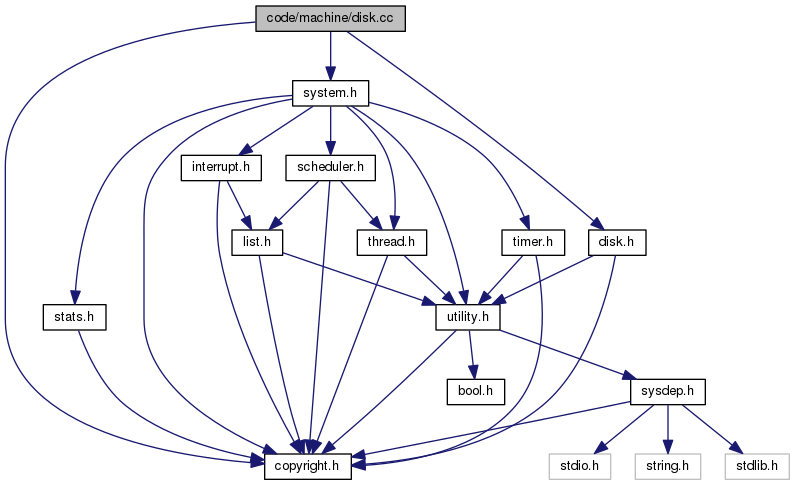 code/machine/disk.cc
system.h
interrupt.h
scheduler.h
list.h
thread.h
timer.h
disk.h
stats.h
utility.h
bool.h
sysdep.h
copyright.h
stdio.h
string.h
stdlib.h